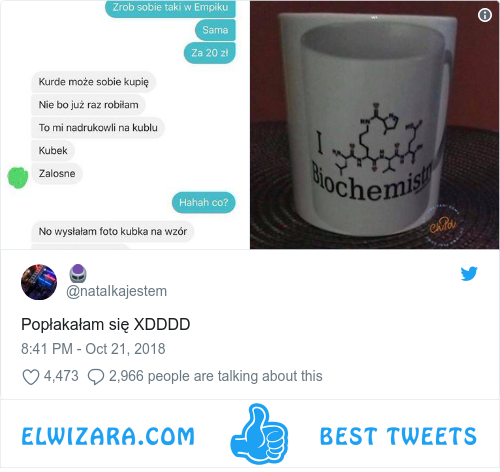 Zrob sobie taki w Empiku
Sama
Za 20 zł
Kurde może sobie kupię
Nie bo już raz robiłam
To mi nadrukowli na kublu
Kubek
Zalosne
Hahah co?
No wysłałam foto kubka na wzór
I
Biochemistry
@natalkajestem
Popłakałam się XDDDD
8:41 PM - Oct 21, 2018
4,473 2,966 people are talking about this
ELWIZARA.COM BEST TWEETS